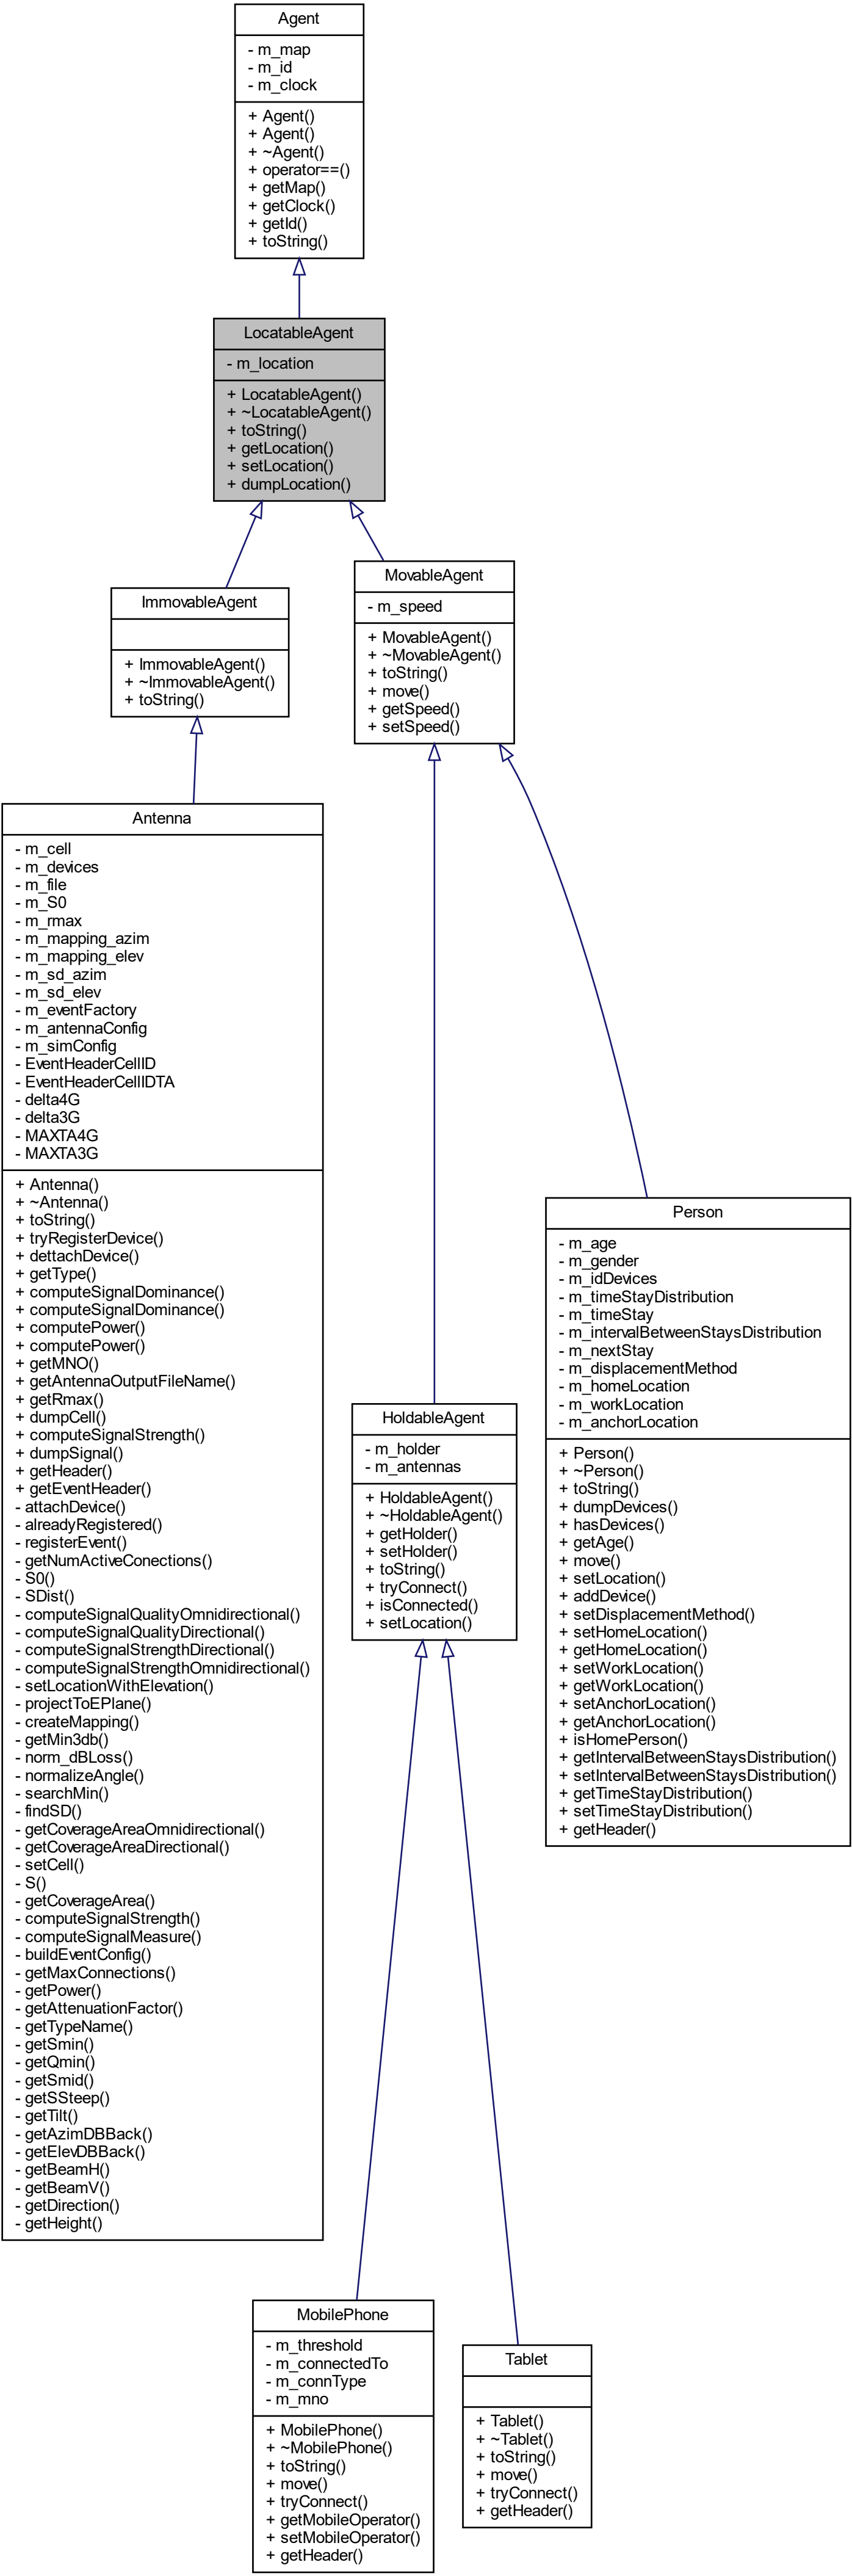 Agent
- m_map
- m_id
- m_clock
+ Agent()
+ Agent()
+ ~Agent()
+ operator==()
+ getMap()
+ getClock()
+ getId()
+ toString()
LocatableAgent
- m_location
+ LocatableAgent()
+ ~LocatableAgent()
+ toString()
+ getLocation()
+ setLocation()
+ dumpLocation()
ImmovableAgent
+ ImmovableAgent()
+ ~ImmovableAgent()
+ toString()
MovableAgent
- m_speed
+ MovableAgent()
+ ~MovableAgent()
+ toString()
+ move()
+ getSpeed()
+ setSpeed()
Antenna
- m_cell
- m_devices
- m_file
- m_S0
- m_rmax
- m_mapping_azim
- m_mapping_elev
- m_sd_azim
- m_sd_elev
- m_eventFactory
- m_antennaConfig
- m_simConfig
- EventHeaderCellID
- EventHeaderCellIDTA
- delta4G
- delta3G
- MAXTA4G
- MAXTA3G
+ Antenna()
+ ~Antenna()
+ toString()
+ tryRegisterDevice()
+ dettachDevice()
+ getType()
+ computeSignalDominance()
+ computeSignalDominance()
+ computePower()
+ computePower()
+ getMNO()
+ getAntennaOutputFileName()
+ getRmax()
+ dumpCell()
+ computeSignalStrength()
+ dumpSignal()
+ getHeader()
+ getEventHeader()
- attachDevice()
- alreadyRegistered()
- registerEvent()
- getNumActiveConections()
- S0()
- SDist()
- computeSignalQualityOmnidirectional()
- computeSignalQualityDirectional()
- computeSignalStrengthDirectional()
- computeSignalStrengthOmnidirectional()
- setLocationWithElevation()
- projectToEPlane()
- createMapping()
- getMin3db()
- norm_dBLoss()
- normalizeAngle()
- searchMin()
- findSD()
- getCoverageAreaOmnidirectional()
- getCoverageAreaDirectional()
- setCell()
- S()
- getCoverageArea()
- computeSignalStrength()
- computeSignalMeasure()
- buildEventConfig()
- getMaxConnections()
- getPower()
- getAttenuationFactor()
- getTypeName()
- getSmin()
- getQmin()
- getSmid()
- getSSteep()
- getTilt()
- getAzimDBBack()
- getElevDBBack()
- getBeamH()
- getBeamV()
- getDirection()
- getHeight()
Person
- m_age
- m_gender
- m_idDevices
- m_timeStayDistribution
- m_timeStay
- m_intervalBetweenStaysDistribution
- m_nextStay
- m_displacementMethod
- m_homeLocation
- m_workLocation
- m_anchorLocation
+ Person()
+ ~Person()
+ toString()
+ dumpDevices()
+ hasDevices()
+ getAge()
+ move()
+ setLocation()
+ addDevice()
+ setDisplacementMethod()
+ setHomeLocation()
+ getHomeLocation()
+ setWorkLocation()
+ getWorkLocation()
+ setAnchorLocation()
+ getAnchorLocation()
+ isHomePerson()
+ getIntervalBetweenStaysDistribution()
+ setIntervalBetweenStaysDistribution()
+ getTimeStayDistribution()
+ setTimeStayDistribution()
+ getHeader()
HoldableAgent
- m_holder
- m_antennas
+ HoldableAgent()
+ ~HoldableAgent()
+ getHolder()
+ setHolder()
+ toString()
+ tryConnect()
+ isConnected()
+ setLocation()
MobilePhone
- m_threshold
- m_connectedTo
- m_connType
- m_mno
+ MobilePhone()
+ ~MobilePhone()
+ toString()
+ move()
+ tryConnect()
+ getMobileOperator()
+ setMobileOperator()
+ getHeader()
Tablet
+ Tablet()
+ ~Tablet()
+ toString()
+ move()
+ tryConnect()
+ getHeader()